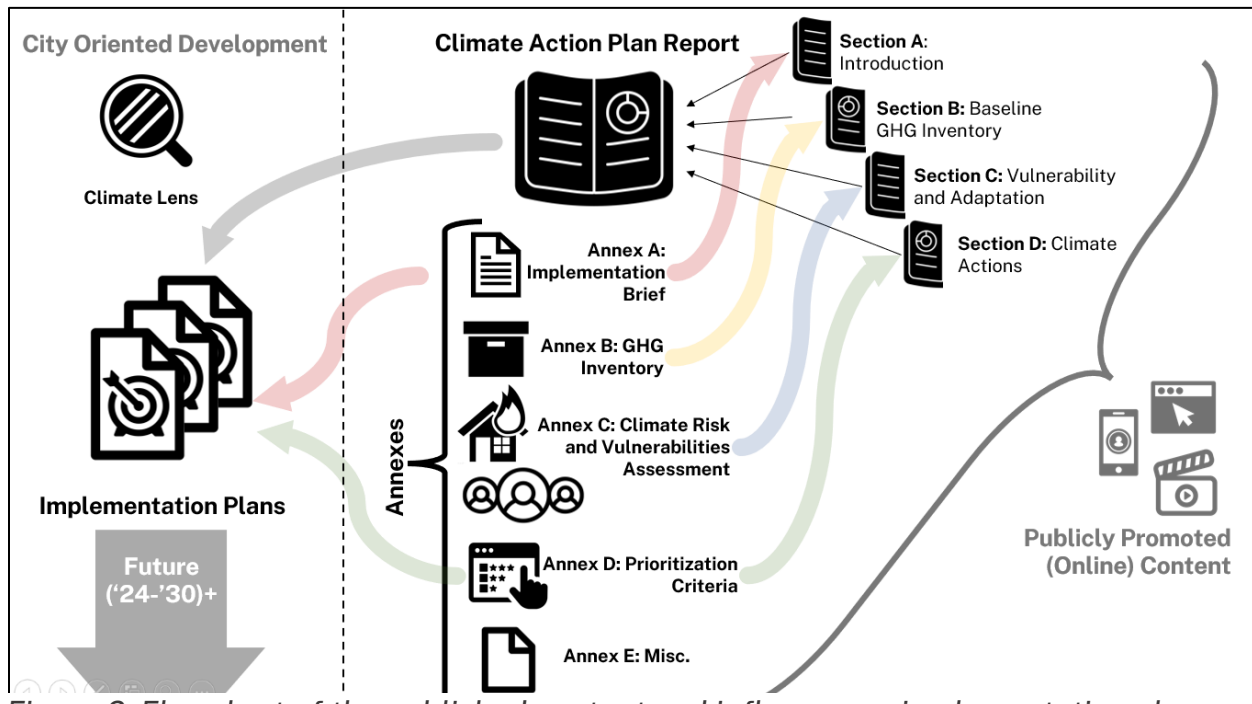 City Oriented Development
Climate Lens
Implementation Plans
Future
(‘24-’30)+
Climate Action Plan Report
Section A:
Introduction
Section B: Baseline
GHG Inventory
Section C: Vulnerability
and Adaptation
Section D: Climate
Actions
Annexes
Annex A:
Implementation
Brief
Annex B: GHG
Inventory
Annex C: Climate Risk
and Vulnerabilities
Assessment
Annex D: Prioritization
Criteria
Annex E: Misc.
Publicly Promoted
(Online) Content